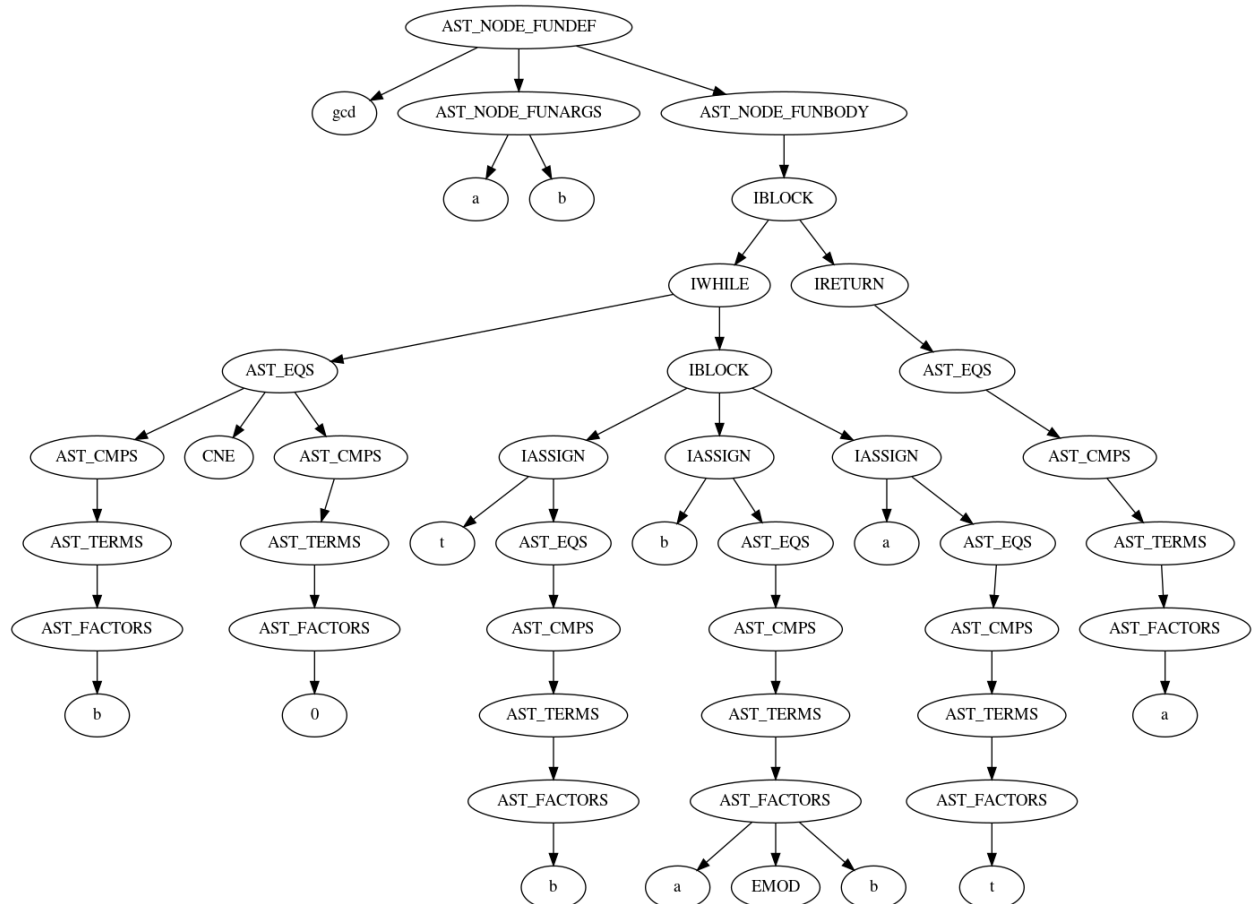 AST_NODE_FUNDEF
gcd
AST_NODE_FUNARGS
AST_NODE_FUNBODY
a
b
IBLOCK
IWHILE
IRETURN
AST_EQS
IBLOCK
AST_EQS
AST_CMPS
CNE
AST_CMPS
IASSIGN
IASSIGN
IASSIGN
AST_CMPS
AST_TERMS
AST_TERMS
t
AST_EQS
b
AST_EQS
a
AST_EQS
AST_TERMS
AST_FACTORS
AST_FACTORS
AST_CMPS
AST_CMPS
AST_CMPS
AST_FACTORS
b
0
AST_TERMS
AST_TERMS
AST_TERMS
a
AST_FACTORS
AST_FACTORS
AST_FACTORS
b
a
EMOD
b
t